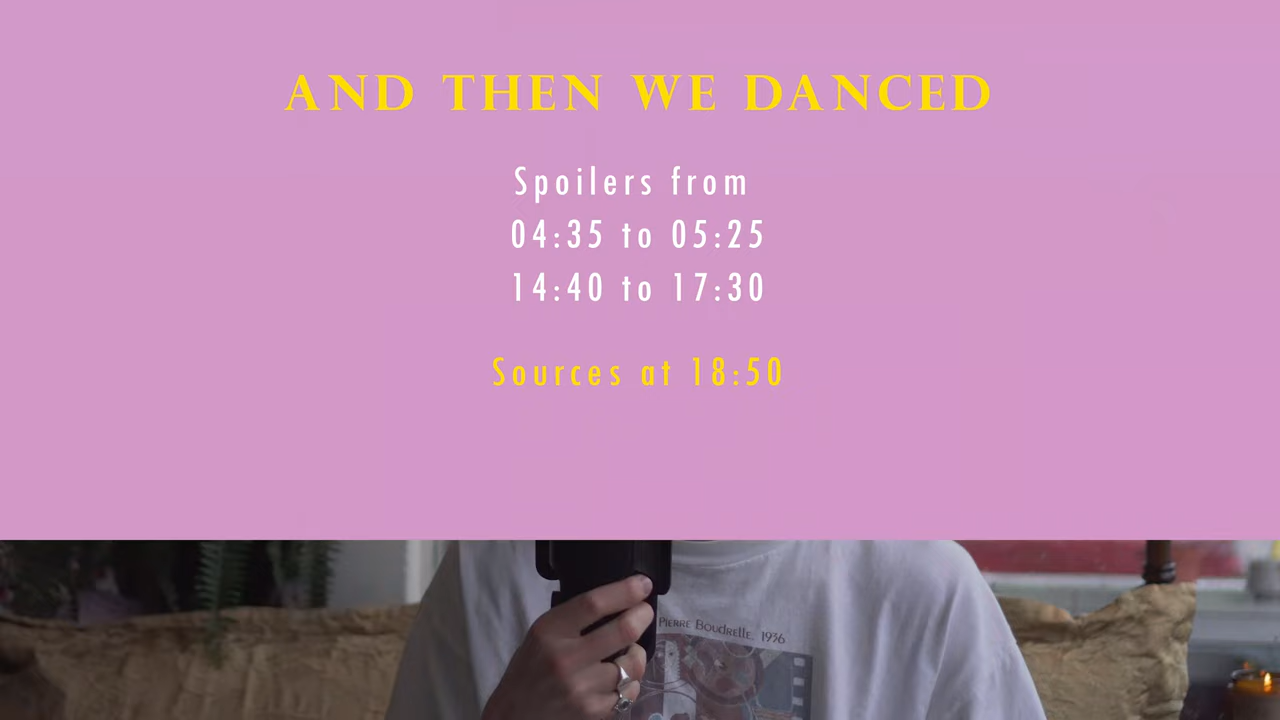 AND THEN WE DANCED
Spoilers from
04:35 to 05:25
14:40 to 17:30
Sources at 18:50
Pierre Boudrelle, 1936